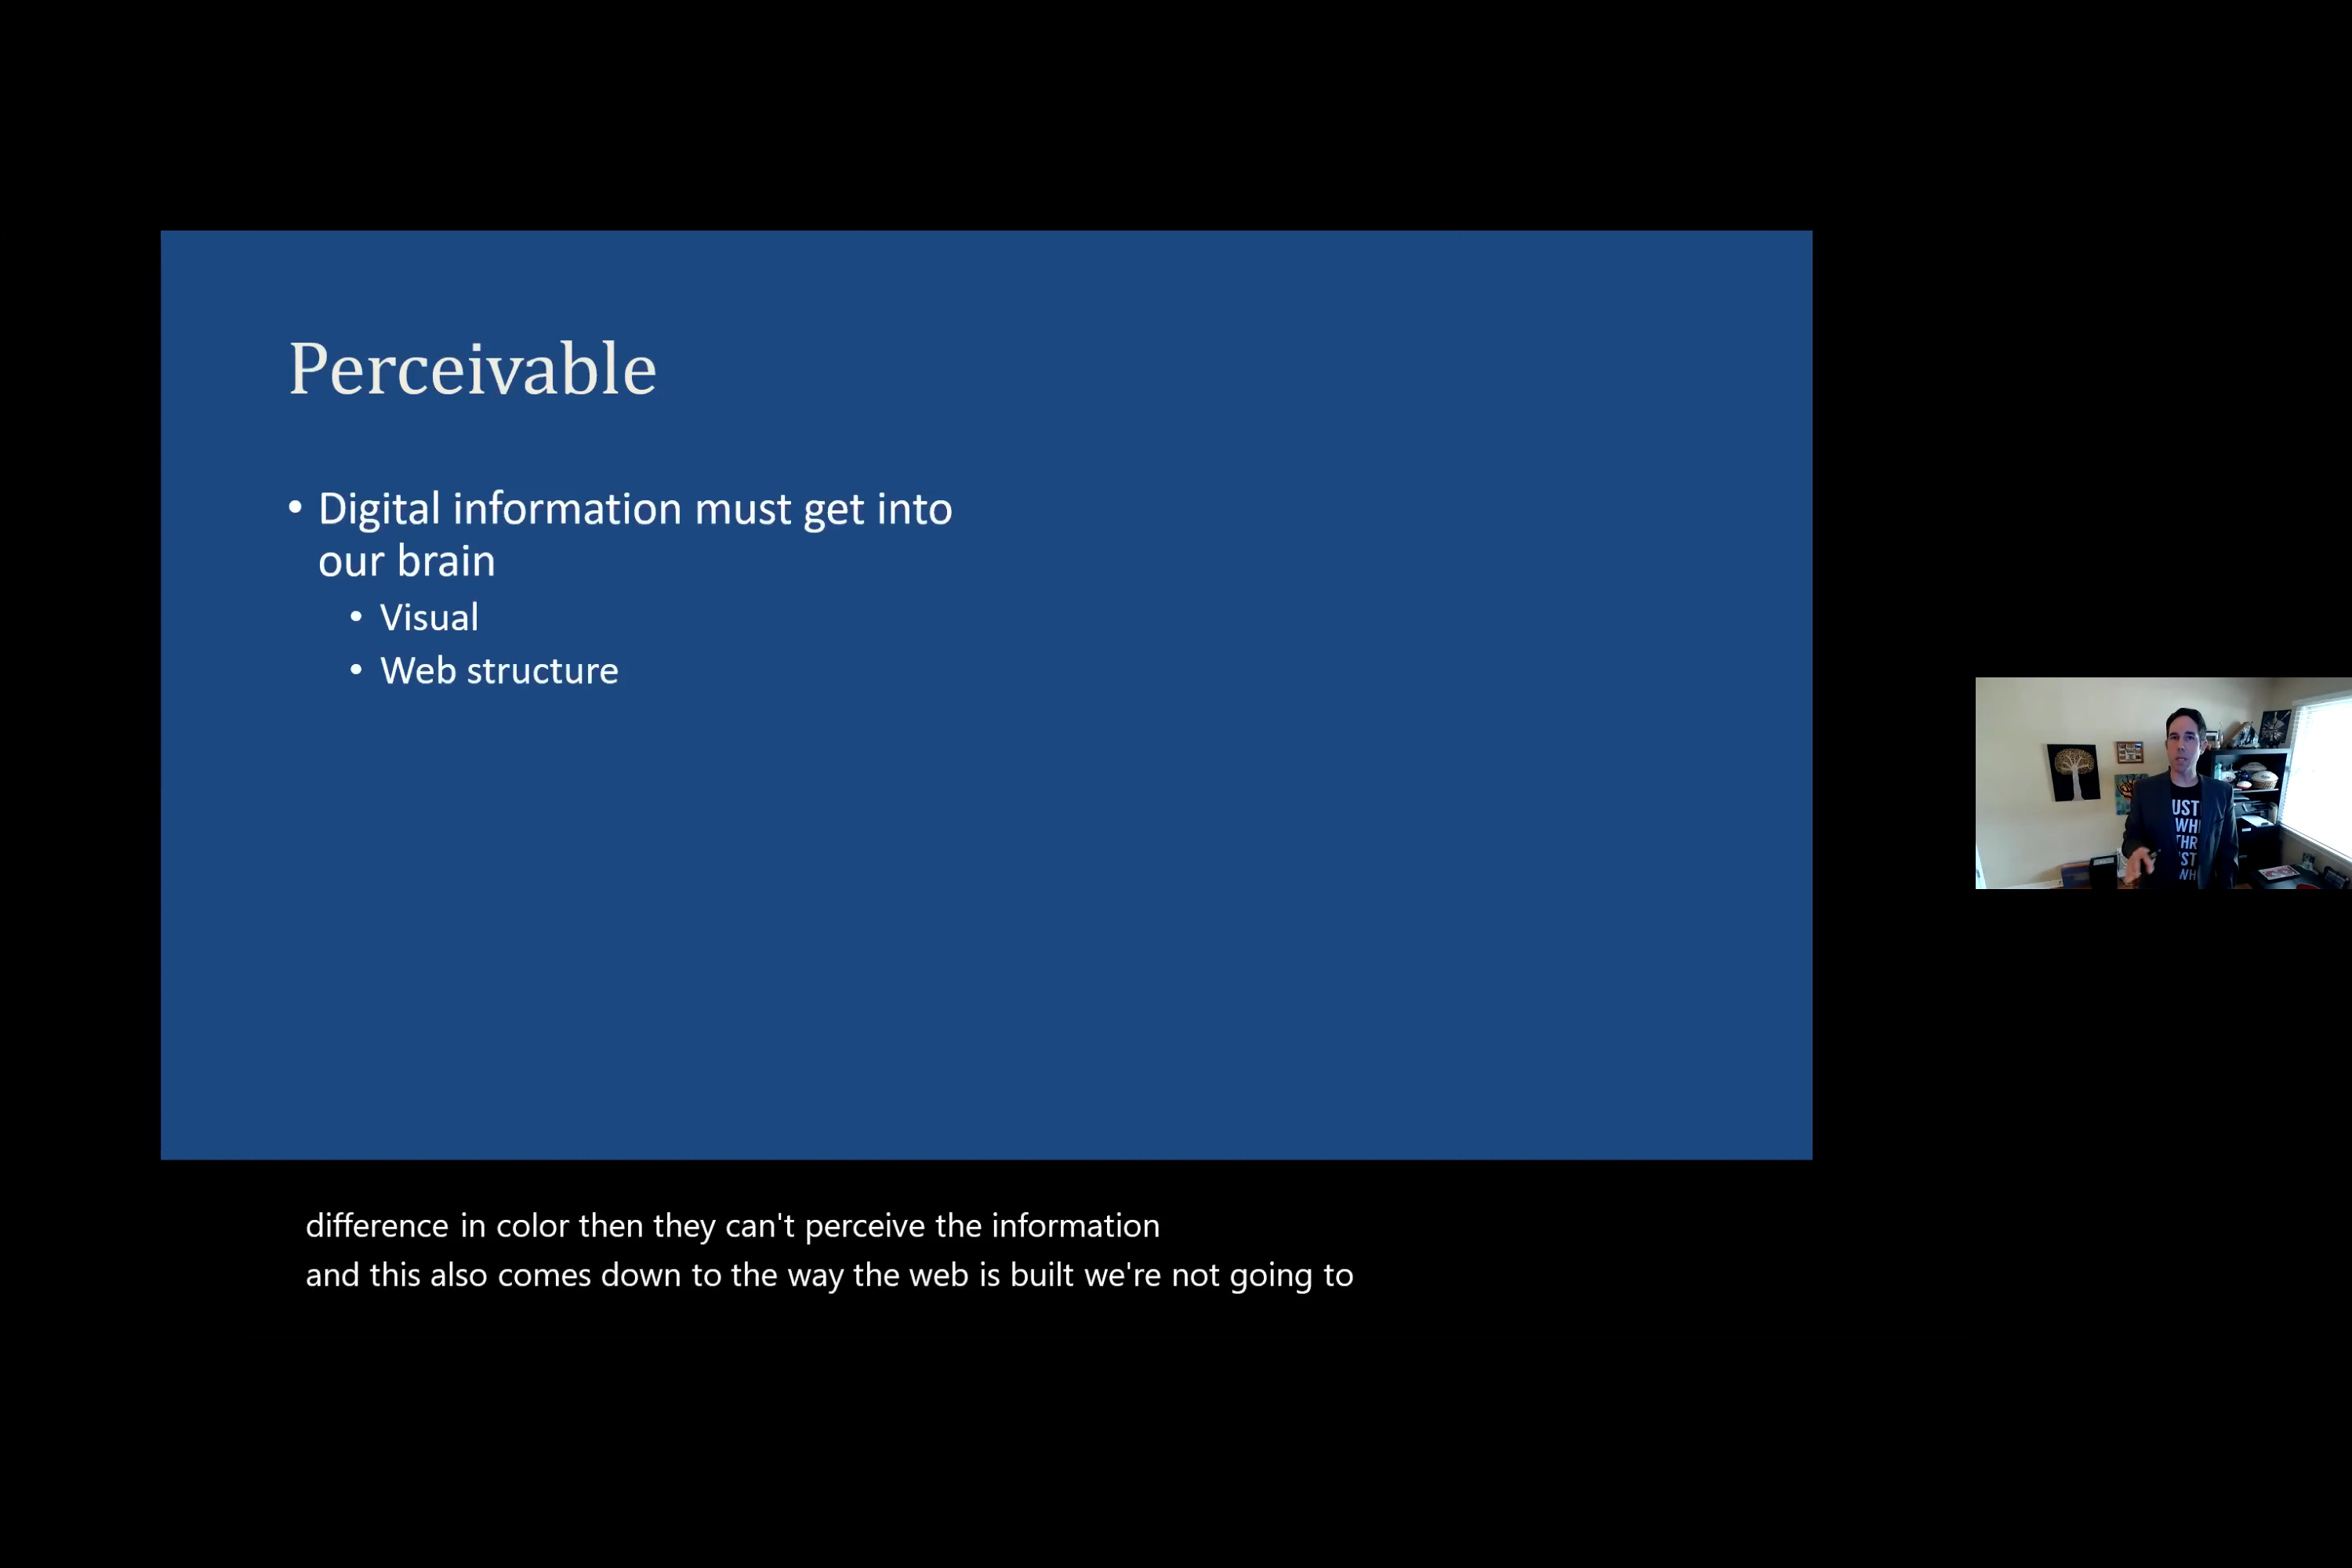 Perceivable
• Digital information must get into
our brain
• Visual
• Web structure
difference in color then they can't perceive the information
and this also comes down to the way the web is built we're not going to